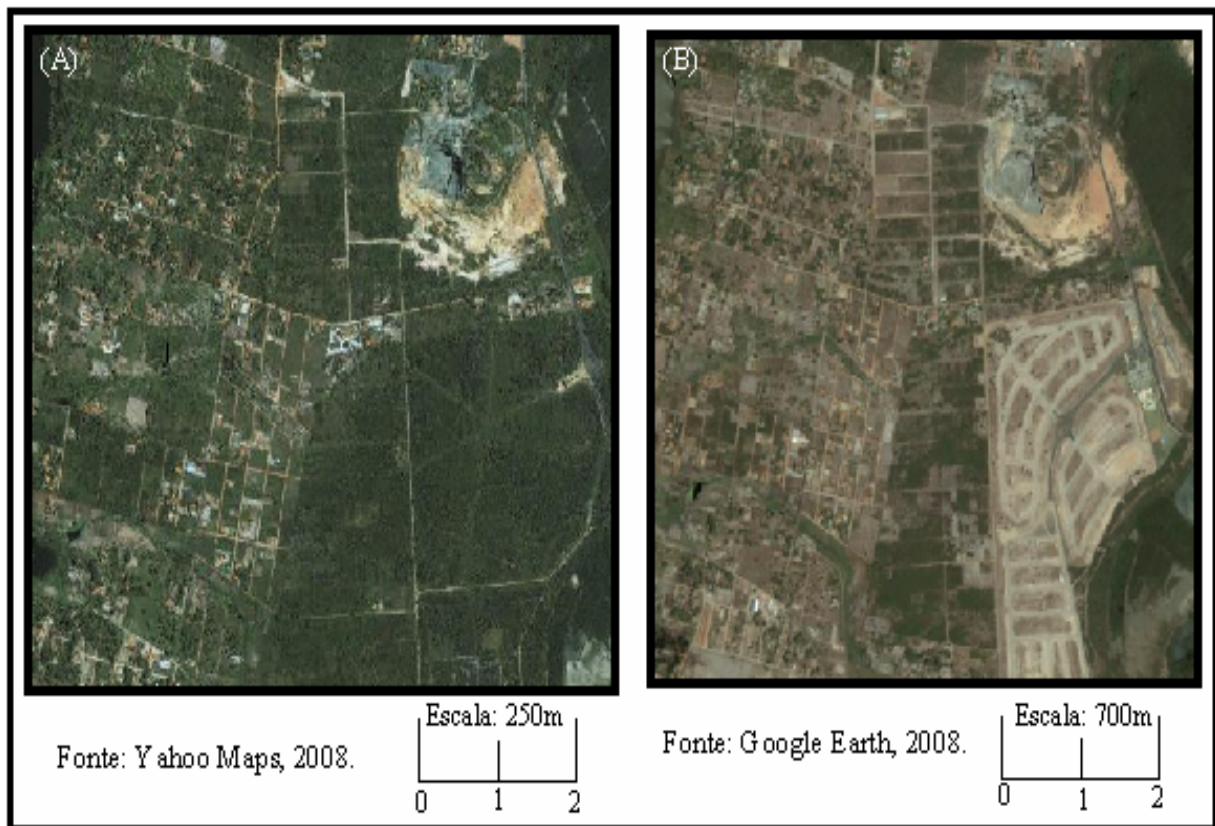 (A)
(B)
Fonte: Yahoo Maps, 2008.
Escala: 250m
0 1 2
Fonte: Google Earth, 2008.
Escala: 700m
0 1 2